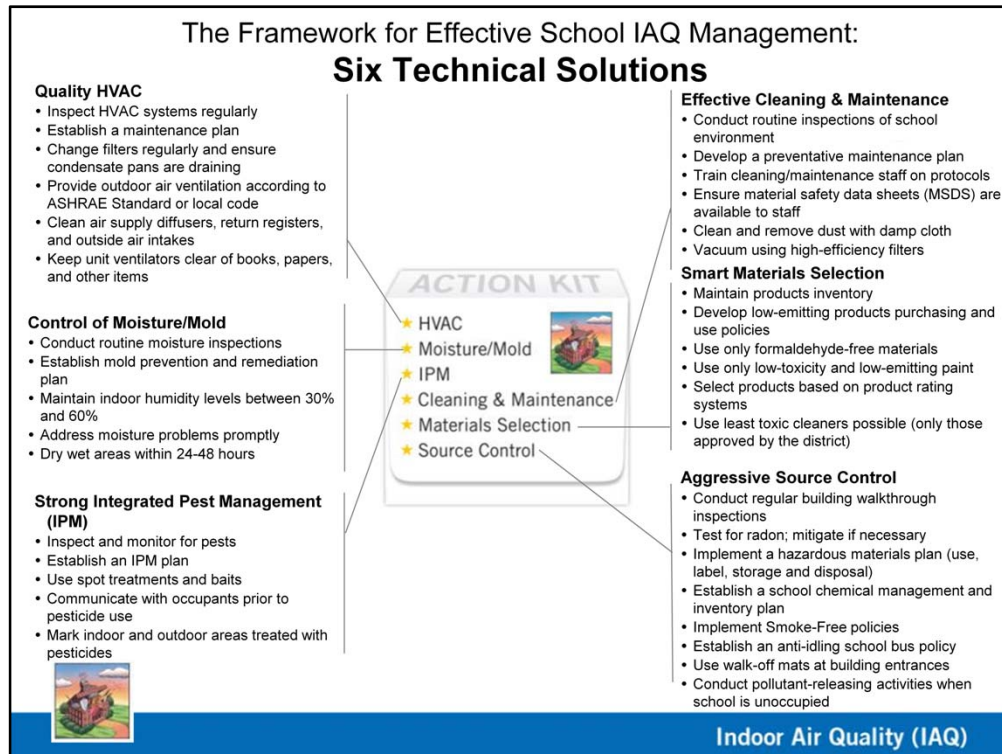 The Framework for Effective School IAQ Management:
Six Technical Solutions
Quality HVAC
• Inspect HVAC systems regularly
• Establish a maintenance plan
• Change filters regularly and ensure
condensate pans are draining
• Provide outdoor air ventilation according to
ASHRAE Standard or local code
• Clean air supply diffusers, return registers,
and outside air intakes
• Keep unit ventilators clear of books, papers,
and other items
Control of Moisture/Mold
• Conduct routine moisture inspections
• Establish mold prevention and remediation
plan
• Maintain indoor humidity levels between 30%
and 60%
• Address moisture problems promptly
• Dry wet areas within 24-48 hours
Strong Integrated Pest Management
(IPM)
• Inspect and monitor for pests
• Establish an IPM plan
• Use spot treatments and baits
• Communicate with occupants prior to
pesticide use
• Mark indoor and outdoor areas treated with
pesticides
ACTION KIT
HVAC
Moisture/Mold
IPM
Cleaning & Maintenance
Materials Selection
Source Control
Effective Cleaning & Maintenance
• Conduct routine inspections of school
environment
• Develop a preventative maintenance plan
• Train cleaning/maintenance staff on protocols
• Ensure material safety data sheets (MSDS) are
available to staff
• Clean and remove dust with damp cloth
• Vacuum using high-efficiency filters
Smart Materials Selection
• Maintain products inventory
• Develop low-emitting products purchasing and
use policies
• Use only formaldehyde-free materials
• Use only low-toxicity and low-emitting paint
• Select products based on product rating
systems
• Use least toxic cleaners possible (only those
approved by the district)
Aggressive Source Control
• Conduct regular building walkthrough
inspections
• Test for radon; mitigate if necessary
• Implement a hazardous materials plan (use,
label, storage and disposal)
• Establish a school chemical management and
inventory plan
• Implement Smoke-Free policies
• Establish an anti-idling school bus policy
• Use walk-off mats at building entrances
• Conduct pollutant-releasing activities when
school is unoccupied
Indoor Air Quality (IAQ)